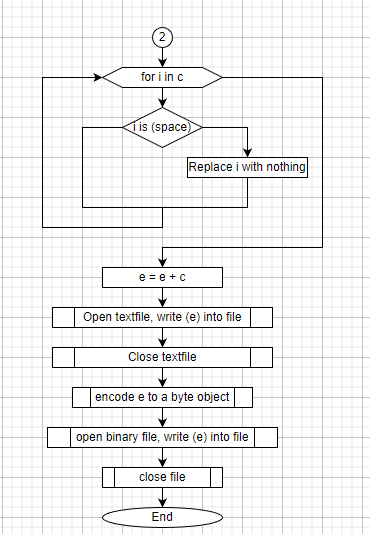 2
for i in c
i is (space)
Replace i with nothing
e = e + c
Open textfile, write (e) into file
Close textfile
encode e to a byte object
open binary file, write (e) into file
close file
End